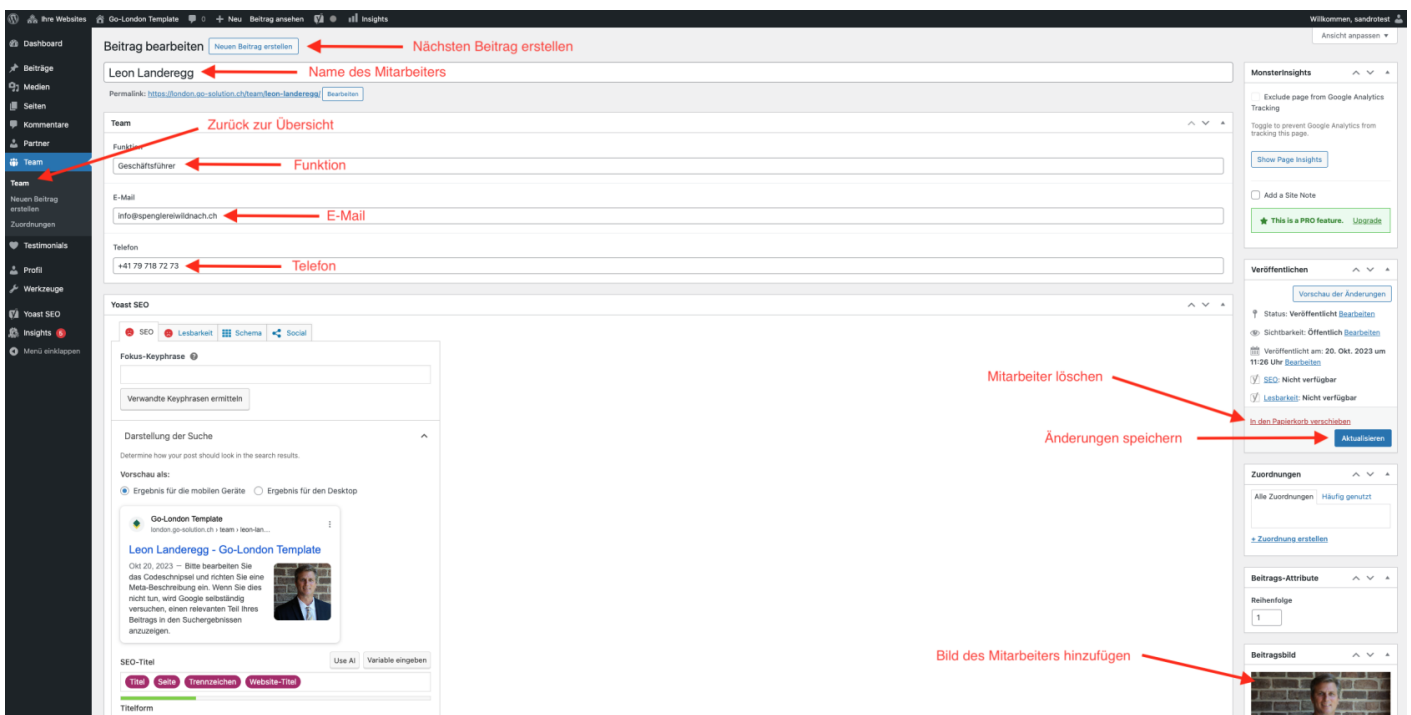 Ihre Websites Go-London Template 0 + Neu Beitrag ansehen Insights Willkommen, sandrotest
Ansicht anpassen ▼
Dashboard
Beiträge
Medien
Seiten
Kommentare
Partner
Team
Team
Neuen Beitrag
erstellen
Zuordnungen
Testimonials
Profil
Werkzeuge
Yoast SEO
Insights 5
Menü einklappen
Zurück zur Übersicht
Beitrag bearbeiten Neuen Beitrag erstellen Nächsten Beitrag erstellen
Leon Landeregg Name des Mitarbeiters
Permalink: https://london.go-solution.ch/team/leon-landeregg/ Bearbeiten
Team
Funktion
Geschäftsführer Funktion
E-Mail
info@spenglereiwildnach.ch E-Mail
Telefon
+41 79 718 72 73 Telefon
Yoast SEO
SEO Lesbarkeit Schema Social
Fokus-Keyphrase
Verwandte Keyphrasen ermitteln
Darstellung der Suche
Determine how your post should look in the search results.
Vorschau als:
Ergebnis für die mobilen Geräte Ergebnis für den Desktop
Go-London Template
london.go-solution.ch › team › leon-lan...
Leon Landeregg - Go-London Template
Okt 20, 2023 － Bitte bearbeiten Sie
das Codeschnipsel und richten Sie eine
Meta-Beschreibung ein. Wenn Sie dies
nicht tun, wird Google selbständig
versuchen, einen relevanten Teil Ihres
Beitrags in den Suchergebnissen
anzuzeigen.
SEO-Titel Use AI Variable eingeben
Titel Seite Trennzeichen Website-Titel
Titelform
MonsterInsights
Exclude page from Google Analytics
Tracking
Toggle to prevent Google Analytics from
tracking this page.
Show Page Insights
Add a Site Note
This is a PRO feature. Upgrade
Veröffentlichen
Vorschau der Änderungen
Status: Veröffentlicht Bearbeiten
Sichtbarkeit: Öffentlich Bearbeiten
Veröffentlicht am: 20. Okt. 2023 um
11:26 Uhr Bearbeiten
SEO: Nicht verfügbar
Lesbarkeit: Nicht verfügbar
Mitarbeiter löschen
In den Papierkorb verschieben
Änderungen speichern Aktualisieren
Zuordnungen
Alle Zuordnungen Häufig genutzt
+ Zuordnung erstellen
Beitrags-Attribute
Reihenfolge
1
Bild des Mitarbeiters hinzufügen Beitragsbild